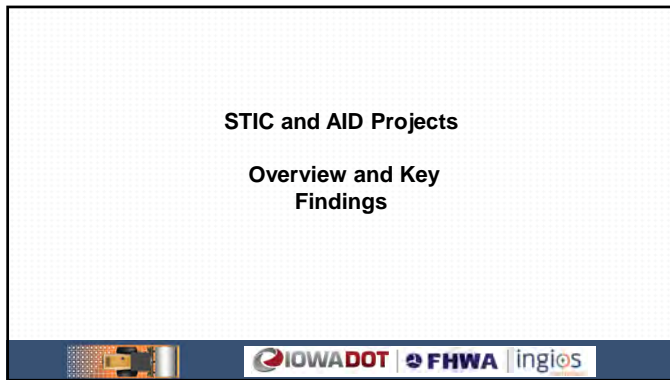 STIC and AID Projects
Overview and Key
Findings
IOWADOT FHWA ingios